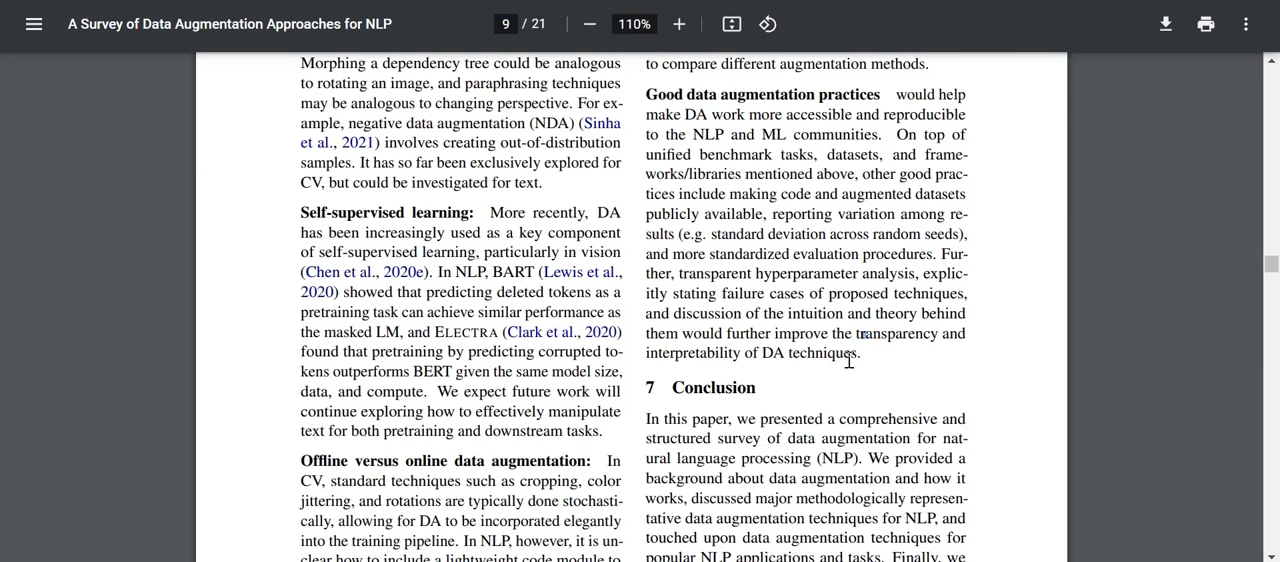 A Survey of Data Augmentation Approaches for NLP
9 / 21
110%
Morphing a dependency tree could be analogous
to rotating an image, and paraphrasing techniques
may be analogous to changing perspective. For ex-
ample, negative data augmentation (NDA) (Sinha
et al., 2021) involves creating out-of-distribution
samples. It has so far been exclusively explored for
CV, but could be investigated for text.
Self-supervised learning: More recently, DA
has been increasingly used as a key component
of self-supervised learning, particularly in vision
(Chen et al., 2020e). In NLP, BART (Lewis et al.,
2020) showed that predicting deleted tokens as a
pretraining task can achieve similar performance as
the masked LM, and ELECTRA (Clark et al., 2020)
found that pretraining by predicting corrupted to-
kens outperforms BERT given the same model size,
data, and compute. We expect future work will
continue exploring how to effectively manipulate
text for both pretraining and downstream tasks.
Offline versus online data augmentation: In
CV, standard techniques such as cropping, color
jittering, and rotations are typically done stochasti-
cally, allowing for DA to be incorporated elegantly
into the training pipeline. In NLP, however, it is un-
clear how to include a lightweight code module to
to compare different augmentation methods.
Good data augmentation practices would help
make DA work more accessible and reproducible
to the NLP and ML communities. On top of
unified benchmark tasks, datasets, and frame-
works/libraries mentioned above, other good prac-
tices include making code and augmented datasets
publicly available, reporting variation among re-
sults (e.g. standard deviation across random seeds),
and more standardized evaluation procedures. Fur-
ther, transparent hyperparameter analysis, explic-
itly stating failure cases of proposed techniques,
and discussion of the intuition and theory behind
them would further improve the transparency and
interpretability of DA techniques.
7 Conclusion
In this paper, we presented a comprehensive and
structured survey of data augmentation for nat-
ural language processing (NLP). We provided a
background about data augmentation and how it
works, discussed major methodologically represen-
tative data augmentation techniques for NLP, and
touched upon data augmentation techniques for
popular NLP applications and tasks. Finally, we